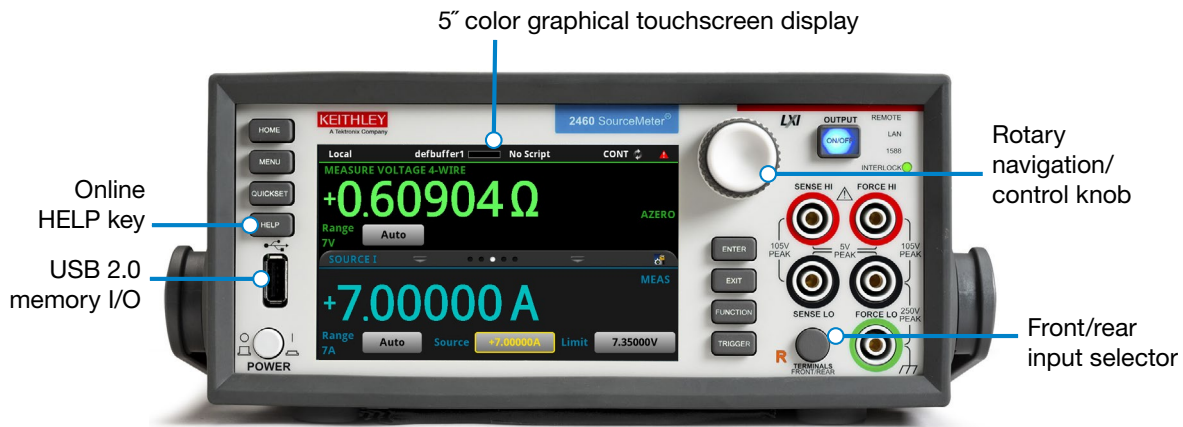 5″ color graphical touchscreen display
Online
HELP key
USB 2.0
memory I/O
Rotary
navigation/
control knob
Front/rear
input selector
HOME
MENU
QUICKSET
HELP
POWER
KEITHLEY
A Tektronix Company
2460 SourceMeter®
Local defbuffer1 No Script CONT
MEASURE VOLTAGE 4-WIRE
+0.60904 Ω
AZERO
Range Auto
7V
SOURCE I
MEAS
+7.00000 A
Range Auto Source +7.00000A Limit 7.35000V
7A
LXI
OUTPUT
ON/OFF
REMOTE
LAN
1588
INTERLOCK
SENSE HI FORCE HI
105V PEAK
5V PEAK
105V PEAK
SENSE LO FORCE LO
250V PEAK
ENTER
EXIT
FUNCTION
TRIGGER
R
TERMINALS
FRONT/REAR